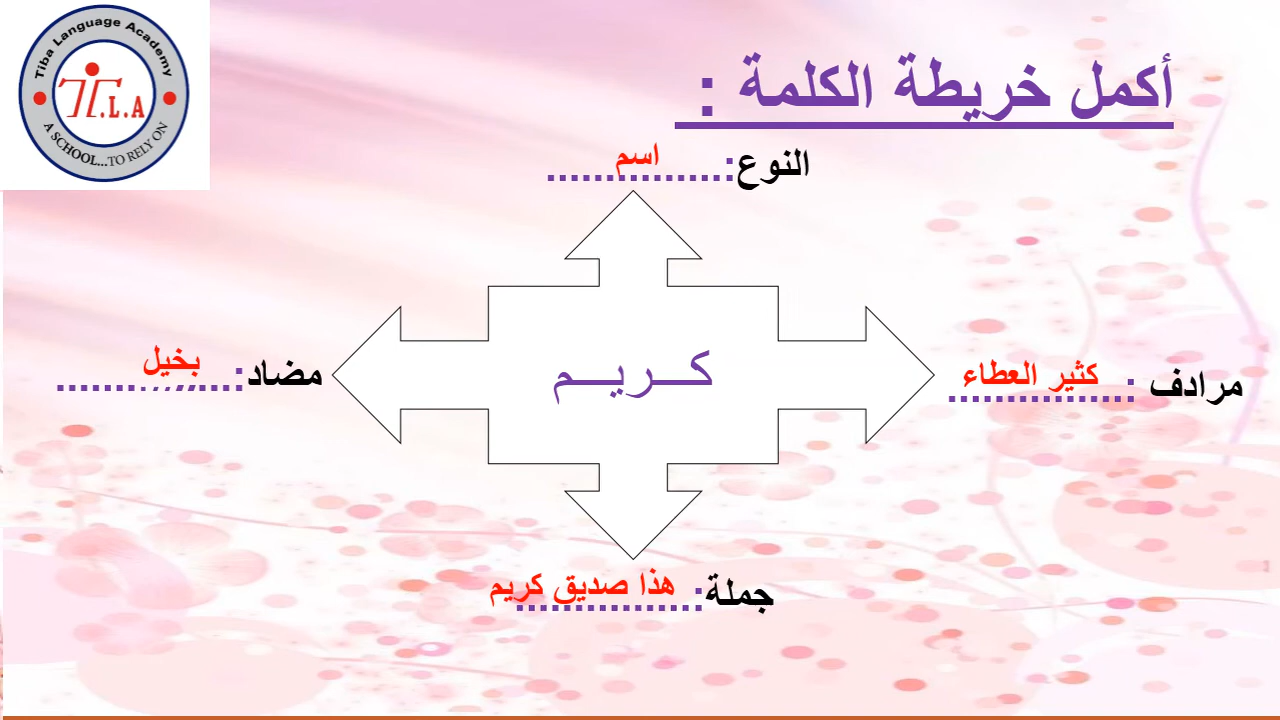 Tiba Language Academy
T.L.A
A SCHOOL...TO RELY ON
أكمل خريطة الكلمة :
النوع:................ اسم
مرادف :................ كثير العطاء
كـــريـــم
مضاد:................ بخيل
جملة:................ هذا صديق كريم